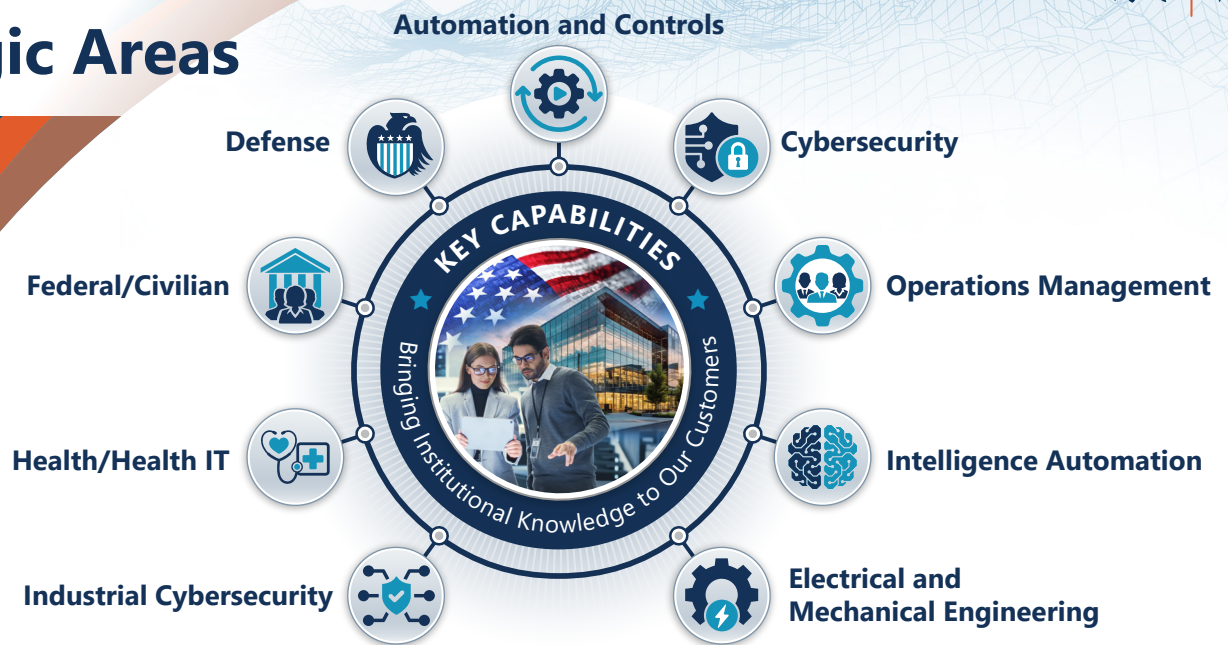 Automation and Controls
gic Areas
Defense
Cybersecurity
KEY CAPABILITIES
Federal/Civilian
Operations Management
Bringing Institutional Knowledge to Our Customers
Health/Health IT
Intelligence Automation
Industrial Cybersecurity
Electrical and
Mechanical Engineering